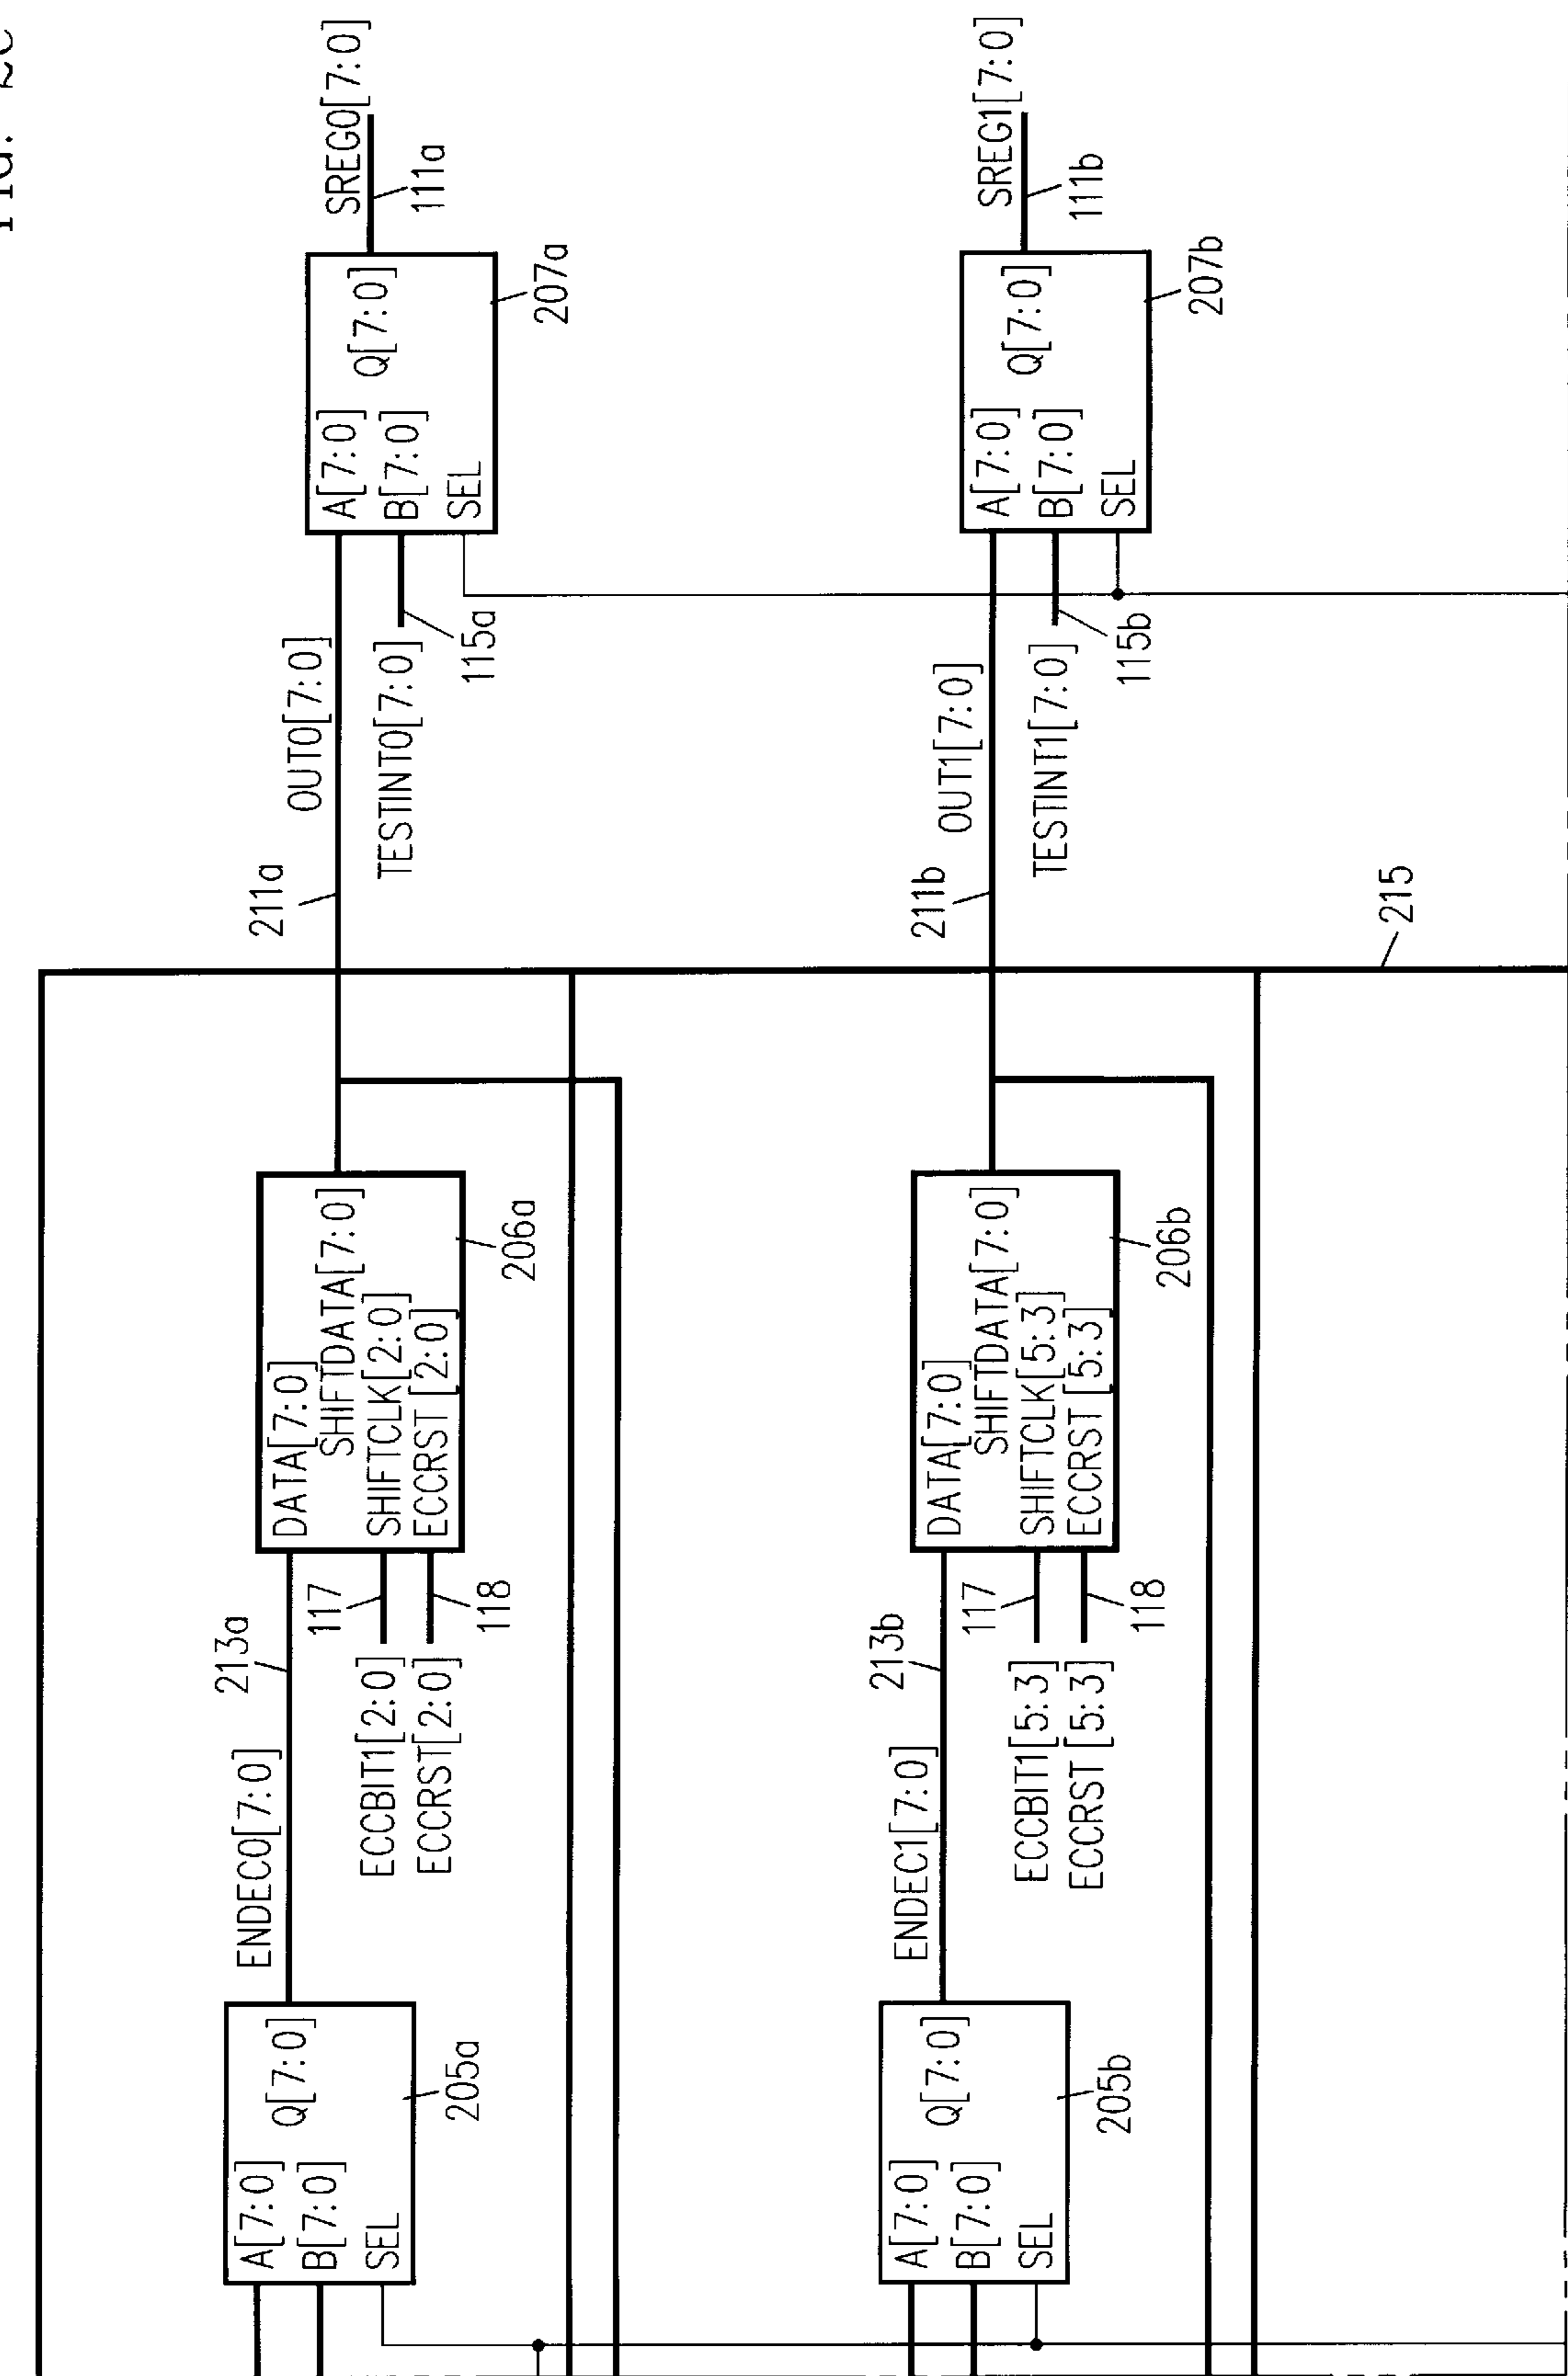 A[7:0]
B[7:0]
SEL
Q[7:0]
205a
ENDEC0[7:0]
213a
ECCBIT1[2:0]
ECCRST[2:0]
117
118
DATA[7:0]
SHIFTDATA[7:0]
SHIFTCLK[2:0]
ECCRST [2:0]
206a
211a
OUT0[7:0]
TESTINT0[7:0]
115a
A[7:0]
B[7:0]
SEL
Q[7:0]
207a
SREG0[7:0]
111a
A[7:0]
B[7:0]
SEL
Q[7:0]
205b
ENDEC1[7:0]
213b
ECCBIT1[5:3]
ECCRST [5:3]
117
118
DATA[7:0]
SHIFTDATA[7:0]
SHIFTCLK[5:3]
ECCRST [5:3]
206b
211b
OUT1[7:0]
TESTINT1[7:0]
115b
A[7:0]
B[7:0]
SEL
Q[7:0]
207b
SREG1[7:0]
111b
215